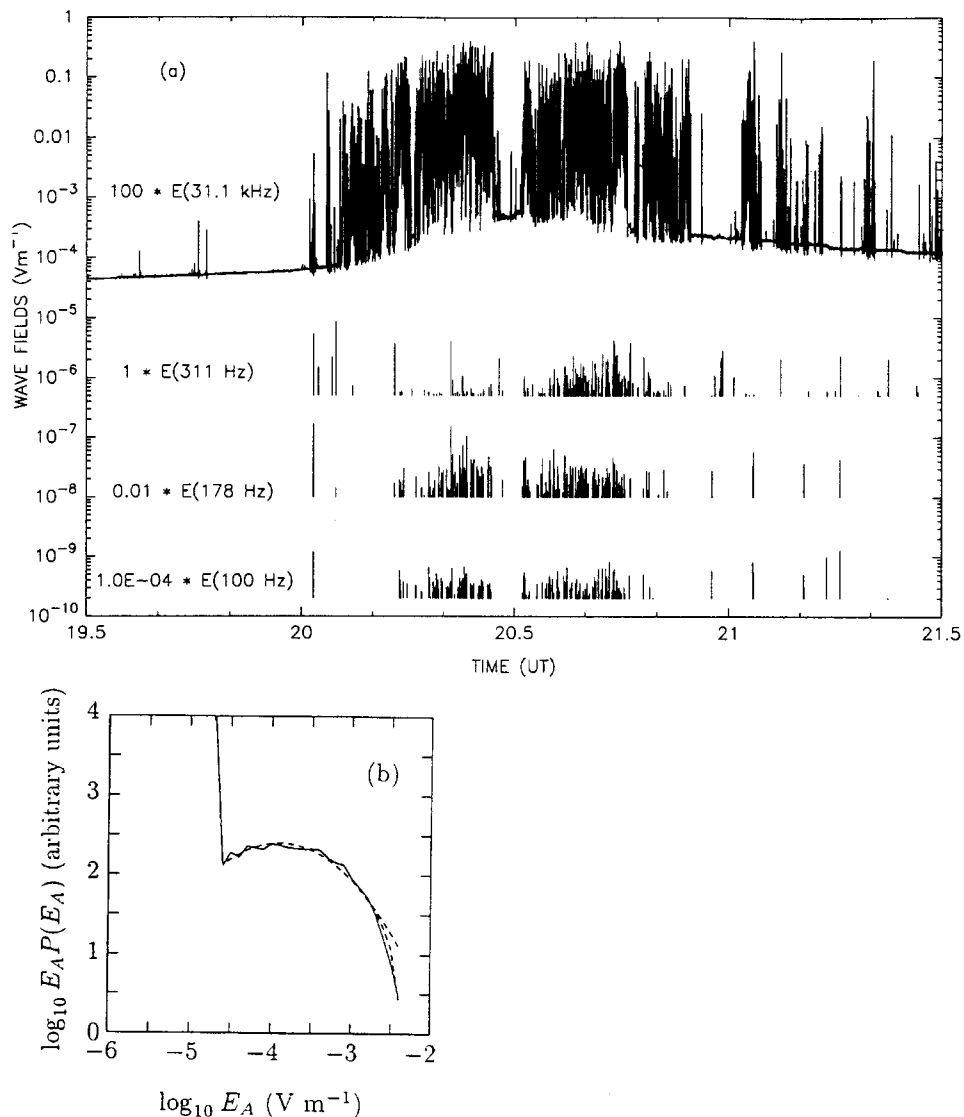 1
0.1
(a)
0.01
10⁻³
100 * E(31.1 kHz)
10⁻⁴
WAVE FIELDS (Vm⁻¹)
10⁻⁵
10⁻⁶
1 * E(311 Hz)
10⁻⁷
10⁻⁸
0.01 * E(178 Hz)
10⁻⁹
1.0E−04 * E(100 Hz)
10⁻¹⁰
19.5 20 20.5 21 21.5
TIME (UT)
4
(b)
3
2
1
0
log₁₀ E_A P(E_A) (arbitrary units)
−6 −5 −4 −3 −2
log₁₀ E_A (V m⁻¹)